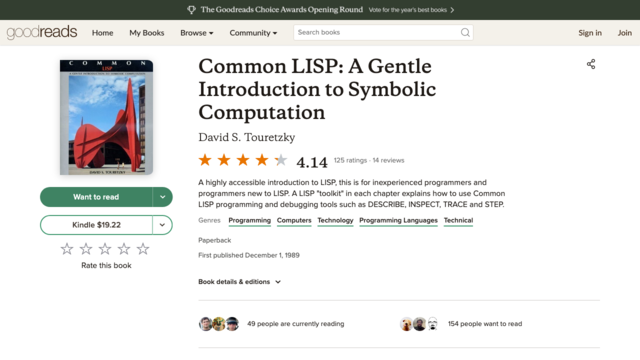 The Goodreads Choice Awards Opening Round Vote for the year's best books
goodreads Home My Books Browse Community Search books Sign in Join
COMMON
LISP
A GENTLE INTRODUCTION TO SYMBOLIC COMPUTATION
DAVID S. TOURETZKY
Want to read
Kindle $19.22
Rate this book
Common LISP: A Gentle
Introduction to Symbolic
Computation
David S. Touretzky
4.14 125 ratings · 14 reviews
A highly accessible introduction to LISP, this is for inexperienced programmers and
programmers new to LISP. A LISP "toolkit" in each chapter explains how to use Common
LISP programming and debugging tools such as DESCRIBE, INSPECT, TRACE and STEP.
Genres Programming Computers Technology Programming Languages Technical
Paperback
First published December 1, 1989
Book details & editions
49 people are currently reading
154 people want to read